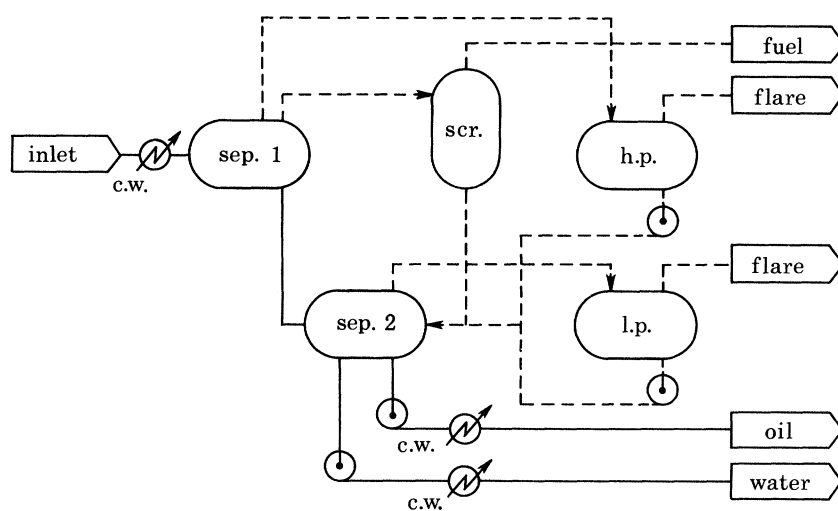 fuel
flare
scr.
inlet
sep. 1
h.p.
c.w.
flare
sep. 2
l.p.
c.w.
oil
c.w.
water